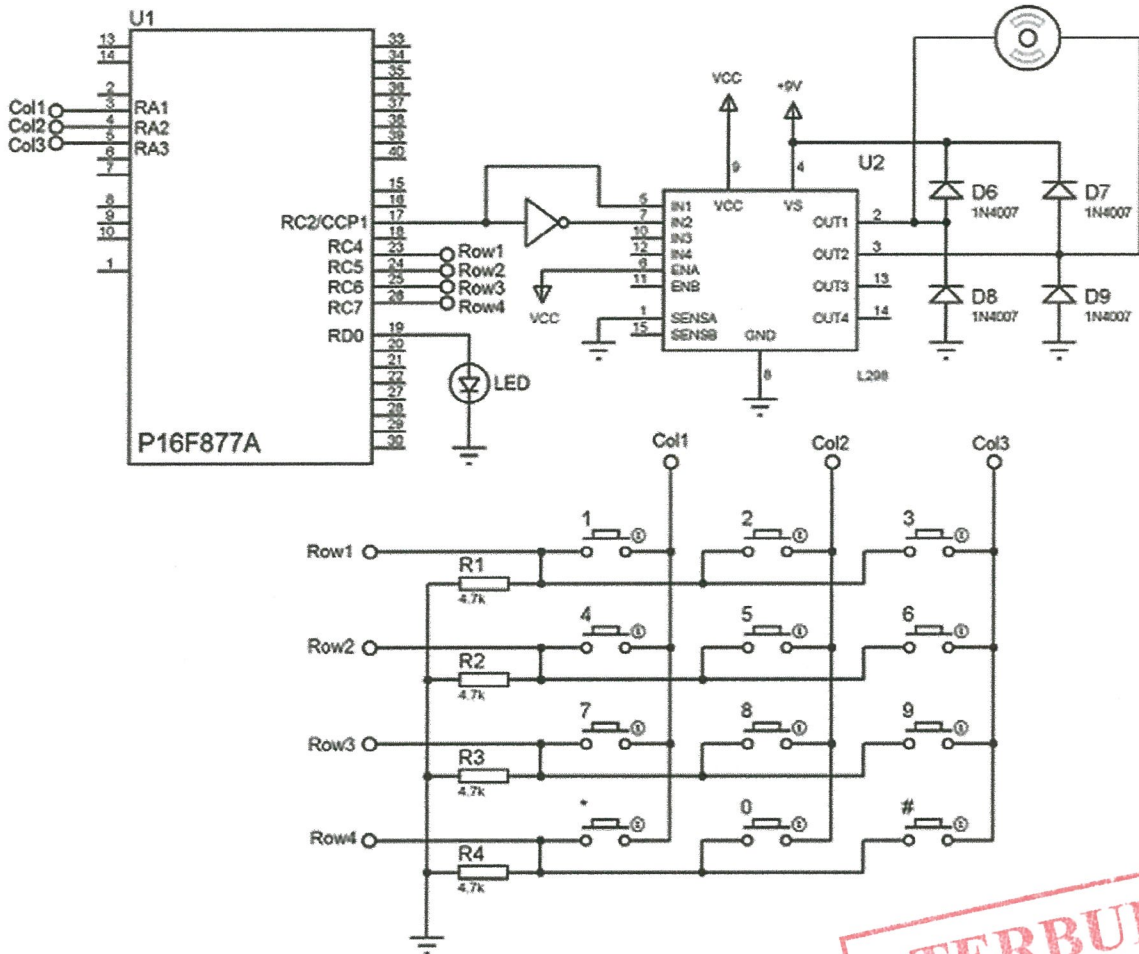 U1
13
14
2
Col1 3 RA1
Col2 4 RA2
Col3 5 RA3
6
7
8
9
10
1
33
34
35
36
37
38
39
40
15
16
RC2/CCP1 17
18
RC4 23 Row1
RC5 24 Row2
RC6 25 Row3
RC7 26 Row4
RD0 19
20
21
22
27
28
29
30
P16F877A
LED
VCC
+9V
U2
9
4
5 IN1 VCC VS
7 IN2 OUT1 2
10 IN3 OUT2 3
12 IN4
6 ENA OUT3 13
11 ENB
1 SENSA OUT4 14
15 SENSB GND
8
L298
VCC
D6
1N4007
D7
1N4007
D8
1N4007
D9
1N4007
Col1 Col2 Col3
1 2 3
Row1
R1
4.7k
4 5 6
Row2
R2
4.7k
7 8 9
Row3
R3
4.7k
* 0 #
Row4
R4
4.7k